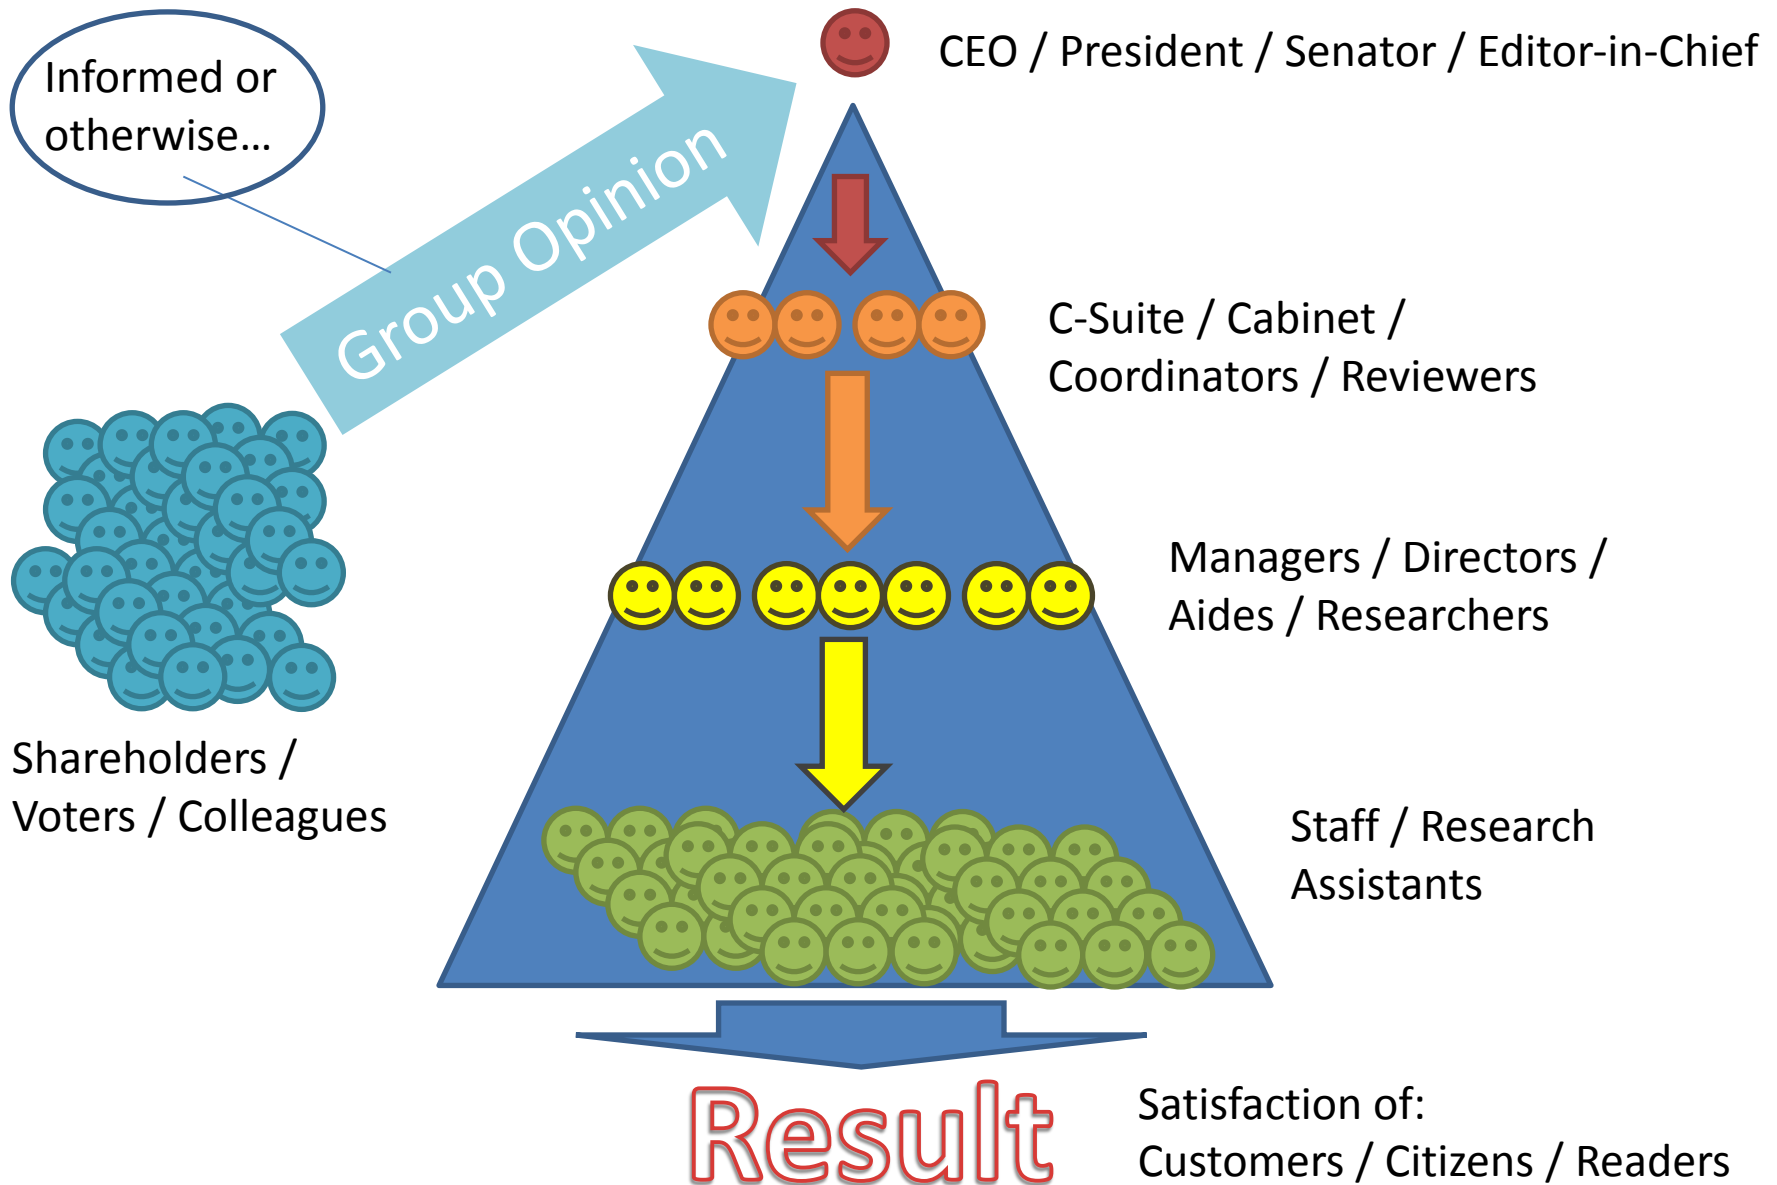 Informed or
otherwise...
Group Opinion
CEO / President / Senator / Editor-in-Chief
C-Suite / Cabinet /
Coordinators / Reviewers
Managers / Directors /
Aides / Researchers
Shareholders /
Voters / Colleagues
Staff / Research
Assistants
Result
Satisfaction of:
Customers / Citizens / Readers